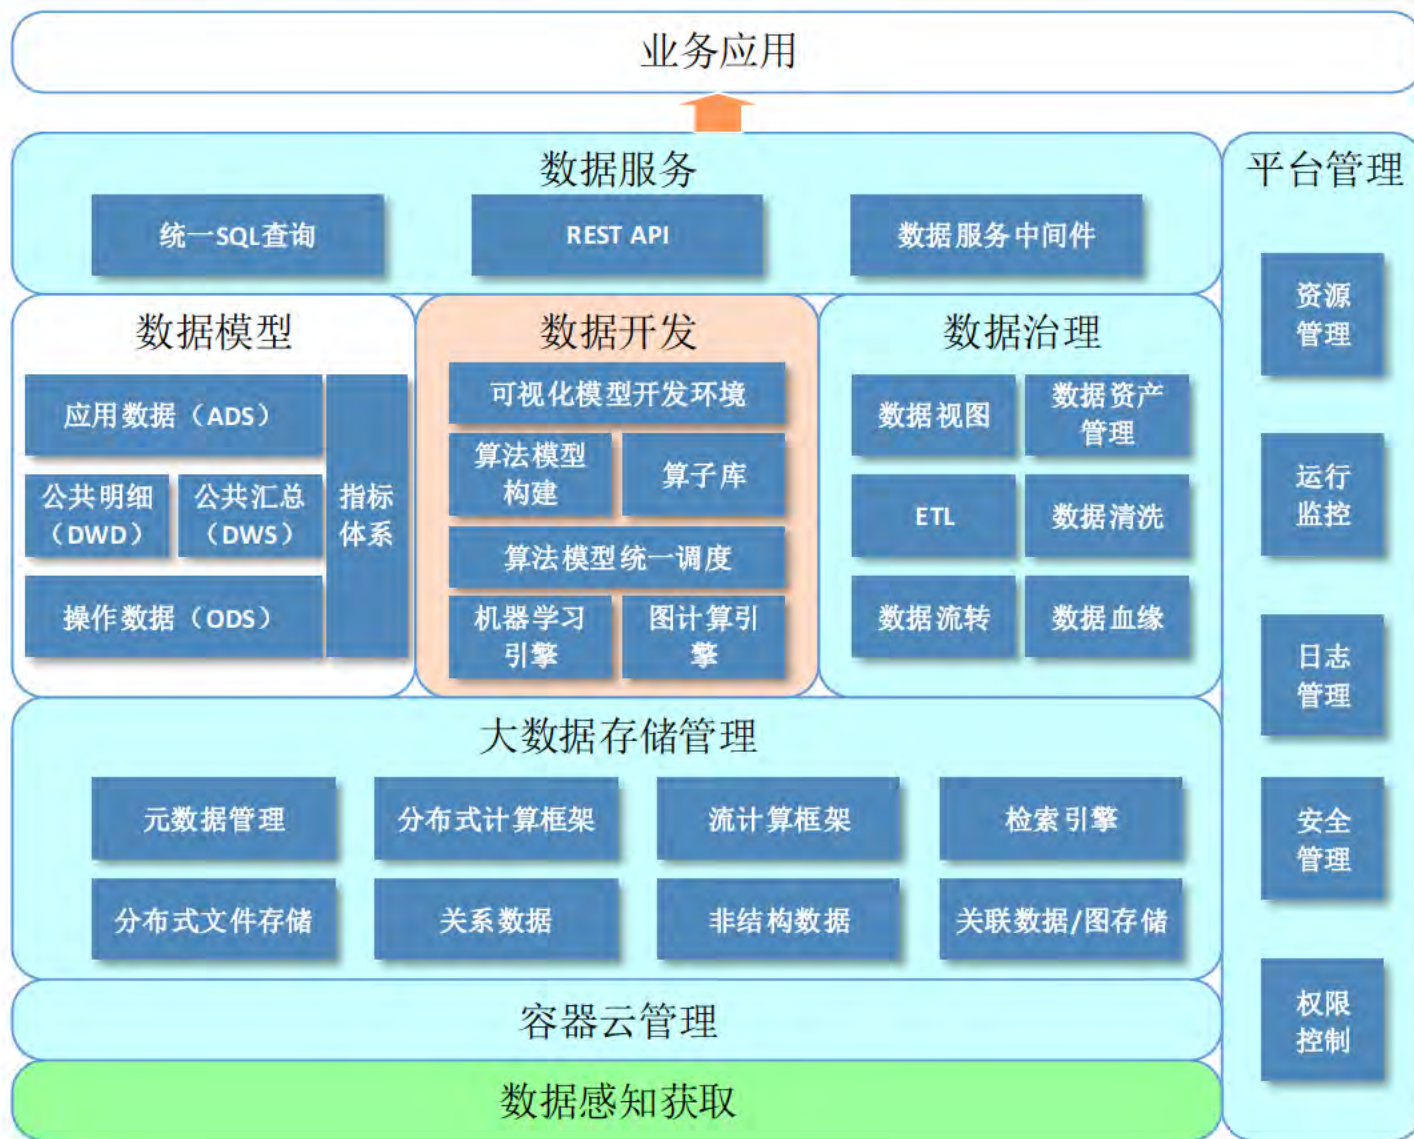 业务应用
数据服务
统一SQL查询
REST API
数据服务中间件
数据模型
应用数据（ADS）
公共明细
（DWD）
公共汇总
（DWS）
操作数据（ODS）
指标
体系
数据开发
可视化模型开发环境
算法模型
构建
算子库
算法模型统一调度
机器学习
引擎
图计算引
擎
数据治理
数据视图
数据资产
管理
ETL
数据清洗
数据流转
数据血缘
大数据存储管理
元数据管理
分布式计算框架
流计算框架
检索引擎
分布式文件存储
关系数据
非结构数据
关联数据/图存储
容器云管理
数据感知获取
平台管理
资源
管理
运行
监控
日志
管理
安全
管理
权限
控制